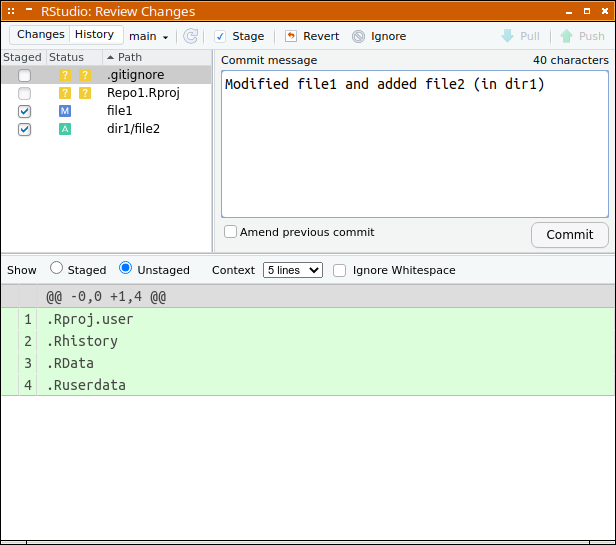 RStudio: Review Changes
Changes History main Stage Revert Ignore Pull Push
Staged Status Path
? ? .gitignore
? ? Repo1.Rproj
M file1
A dir1/file2
Commit message 40 characters
Modified file1 and added file2 (in dir1)
Amend previous commit Commit
Show Staged Unstaged Context 5 lines Ignore Whitespace
@@ -0,0 +1,4 @@
1 .Rproj.user
2 .Rhistory
3 .RData
4 .Ruserdata